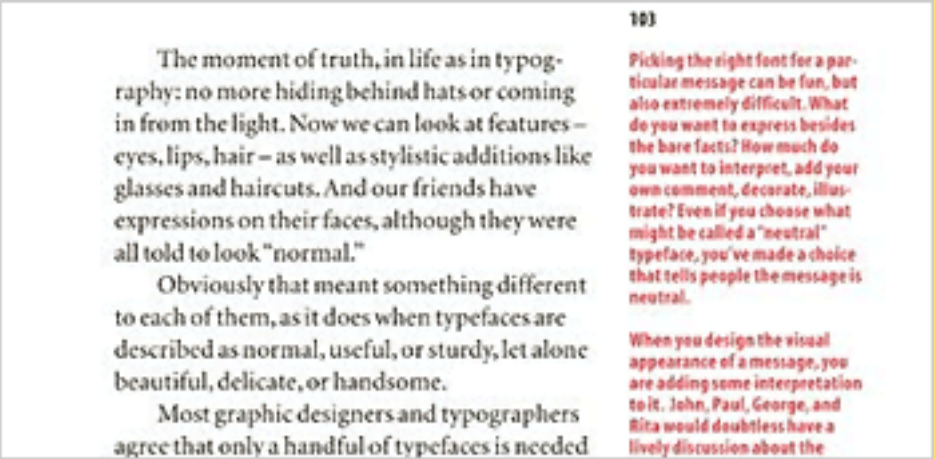 103
The moment of truth, in life as in typog-
raphy: no more hiding behind hats or coming
in from the light. Now we can look at features –
eyes, lips, hair – as well as stylistic additions like
glasses and haircuts. And our friends have
expressions on their faces, although they were
all told to look “normal.”
Obviously that meant something different
to each of them, as it does when typefaces are
described as normal, useful, or sturdy, let alone
beautiful, delicate, or handsome.
Most graphic designers and typographers
agree that only a handful of typefaces is needed
Picking the right font for a par-
ticular message can be fun, but
also extremely difficult. What
do you want to express besides
the bare facts? How much do
you want to interpret, add your
own comment, decorate, illus-
trate? Even if you choose what
might be called a “neutral”
typeface, you’ve made a choice
that tells people the message is
neutral.
When you design the visual
appearance of a message, you
are adding some interpretation
to it. John, Paul, George, and
Rita would doubtless have a
lively discussion about the